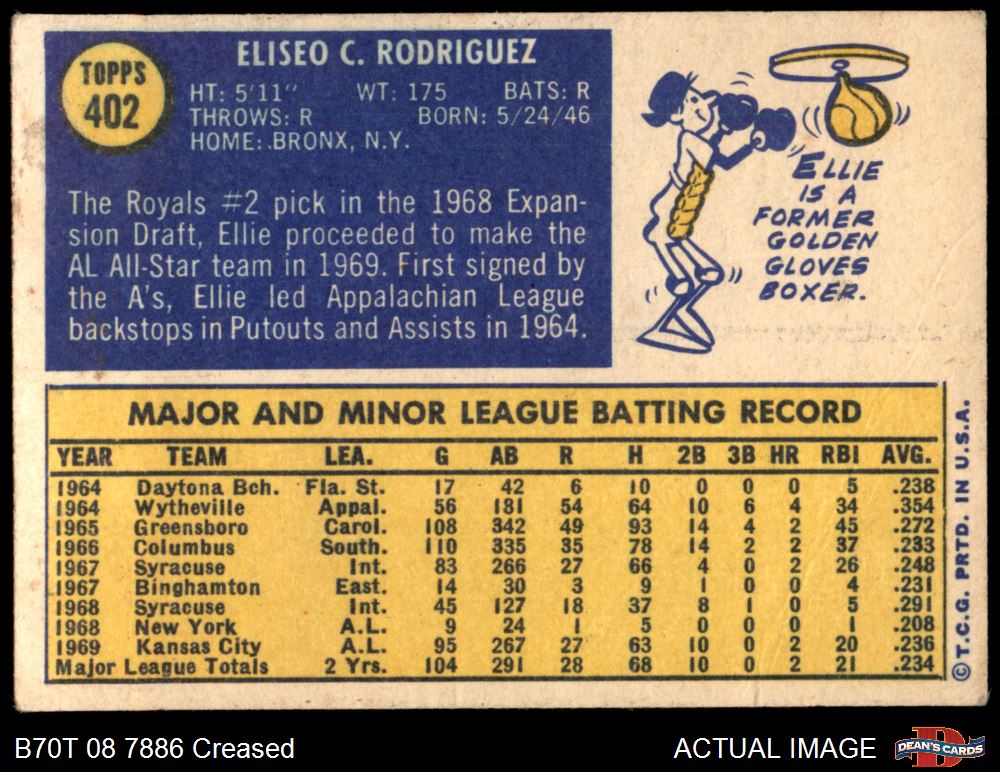 TOPPS
402
ELISEO C. RODRIGUEZ
HT: 5'11" WT: 175 BATS: R
THROWS: R BORN: 5/24/46
HOME: BRONX, N.Y.
The Royals #2 pick in the 1968 Expan-
sion Draft, Ellie proceeded to make the
AL All-Star team in 1969. First signed by
the A's, Ellie led Appalachian League
backstops in Putouts and Assists in 1964.
ELLIE
IS A
FORMER
GOLDEN
GLOVES
BOXER.
MAJOR AND MINOR LEAGUE BATTING RECORD
YEAR TEAM LEA. G AB R H 2B 3B HR RBI AVG.
1964 Daytona Bch. Fla. St. 17 42 6 10 0 0 0 5 .238
1964 Wytheville Appal. 56 181 54 64 10 6 4 34 .354
1965 Greensboro Carol. 108 342 49 93 14 4 2 45 .272
1966 Columbus South. 110 335 35 78 14 2 2 37 .233
1967 Syracuse Int. 83 266 27 66 4 0 2 26 .248
1967 Binghamton East. 14 30 3 9 1 0 0 4 .231
1968 Syracuse Int. 45 127 18 37 8 1 0 5 .291
1968 New York A.L. 9 24 1 5 0 0 0 1 .208
1969 Kansas City A.L. 95 267 27 63 10 0 2 20 .236
Major League Totals 2 Yrs. 104 291 28 68 10 0 2 21 .234
© T.C.G. PRTD. IN U.S.A.
B70T 08 7886 Creased
ACTUAL IMAGE
DEAN'S CARDS